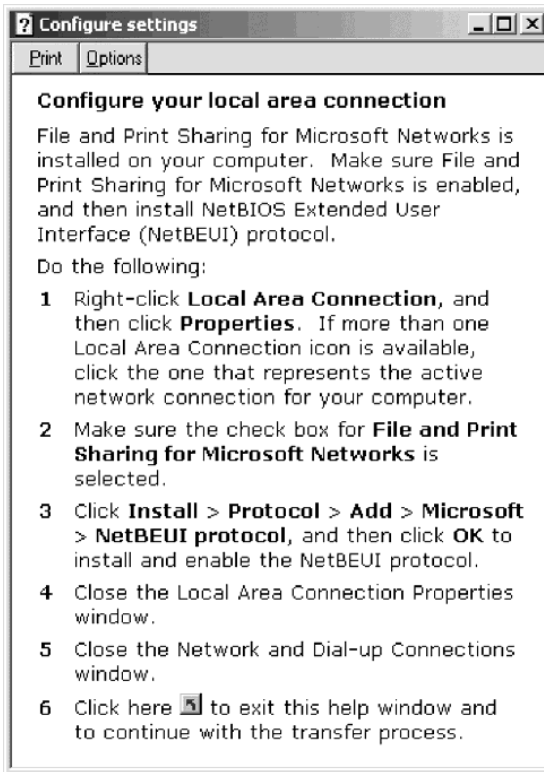 Configure settings
Print Options
Configure your local area connection
File and Print Sharing for Microsoft Networks is
installed on your computer. Make sure File and
Print Sharing for Microsoft Networks is enabled,
and then install NetBIOS Extended User
Interface (NetBEUI) protocol.
Do the following:
1 Right-click Local Area Connection, and
then click Properties. If more than one
Local Area Connection icon is available,
click the one that represents the active
network connection for your computer.
2 Make sure the check box for File and Print
Sharing for Microsoft Networks is
selected.
3 Click Install > Protocol > Add > Microsoft
> NetBEUI protocol, and then click OK to
install and enable the NetBEUI protocol.
4 Close the Local Area Connection Properties
window.
5 Close the Network and Dial-up Connections
window.
6 Click here to exit this help window and
to continue with the transfer process.